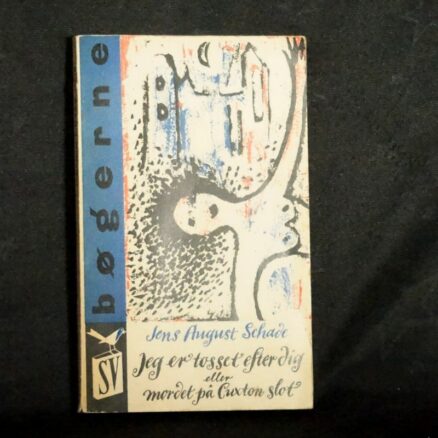 bøgerne
SV
Jens August Schade
Jeg er tosset efter dig
eller
mordet på Cuxton slot